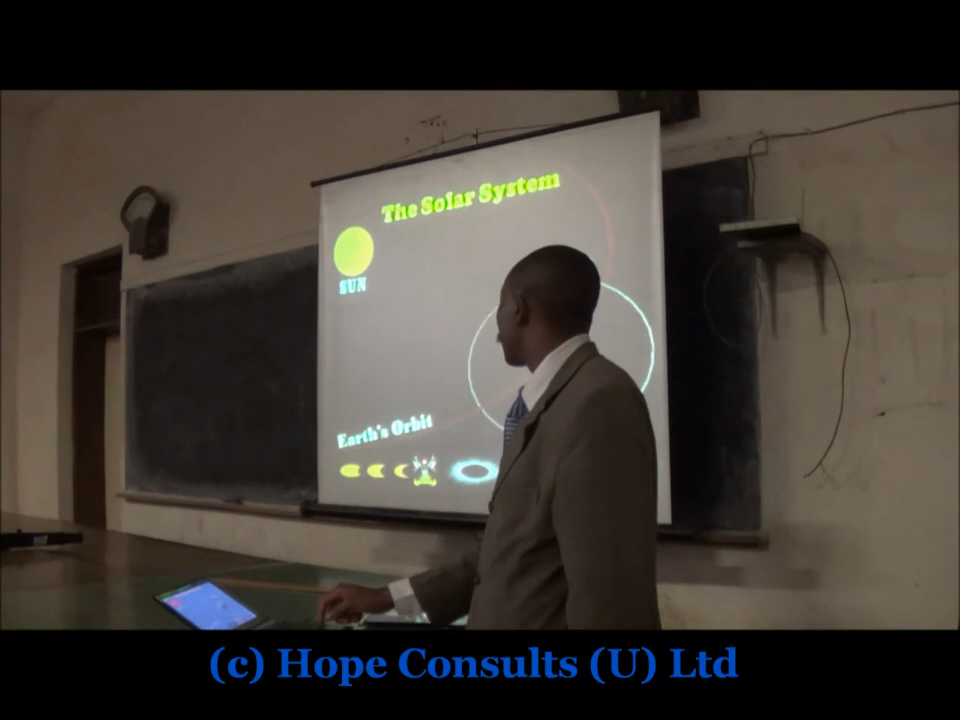 The Solar System
SUN
Earth's Orbit
(c) Hope Consults (U) Ltd